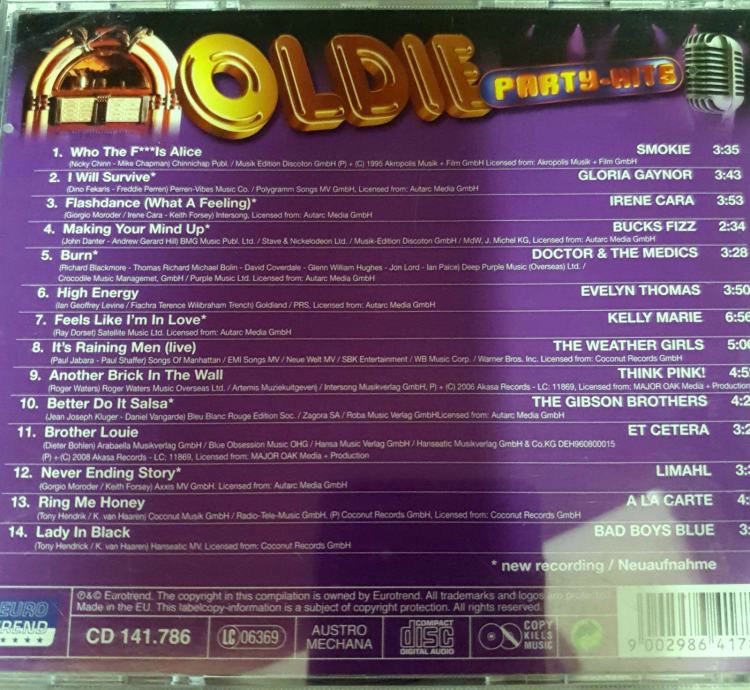 OLDIE
PARTY-HITS
1. Who The F***Is Alice SMOKIE 3:35
(Nicky Chinn - Mike Chapman) Chinnichap Publ. / Musik Edition Discoton GmbH (P) + (C) 1995 Akropolis Musik + Film GmbH Licensed from: Akropolis Musik + Film GmbH
2. I Will Survive* GLORIA GAYNOR 3:43
(Dino Fekaris - Freddie Perren) Perren-Vibes Music Co. / Polygramm Songs MV GmbH, Licensed from: Autarc Media GmbH
3. Flashdance (What A Feeling)* IRENE CARA 3:53
(Giorgio Moroder / Irene Cara - Keith Forsey) Intersong, Licensed from: Autarc Media GmbH
4. Making Your Mind Up* BUCKS FIZZ 2:34
(John Danter - Andrew Gerard Hill) BMG Music Publ. Ltd. / Stave & Nickelodeon Ltd. / Musik-Edition Discoton GmbH / MdW, J. Michel KG, Licensed from: Autarc Media GmbH
5. Burn* DOCTOR & THE MEDICS 3:28
(Richard Blackmore - Thomas Richard Michael Bolin - David Coverdale - Glenn William Hughes - Jon Lord - Ian Paice) Deep Purple Music (Overseas) Ltd. /
Crocodile Music Managemet, GmbH / Purple Music Ltd. Licensed from: Autarc Media GmbH
6. High Energy EVELYN THOMAS 3:50
(Ian Geoffrey Levine / Fiachra Terence Wilibraham Trench) Goldland / PRS, Licensed from: Autarc Media GmbH
7. Feels Like I'm In Love* KELLY MARIE 6:56
(Ray Dorset) Satellite Music Ltd. Licensed from: Autarc Media GmbH
8. It's Raining Men (live) THE WEATHER GIRLS 5:06
(Paul Jabara - Paul Shaffer) Songs Of Manhattan / EMI Songs MV / Neue Welt MV / SBK Entertainment / WB Music Corp. / Warner Bros. Inc. Licensed from: Coconut Records GmbH
9. Another Brick In The Wall THINK PINK! 4:5
(Roger Waters) Roger Waters Music Overseas Ltd. / Artemis Muziekuitgeverij / Intersong Musikverlag GmbH, P) + (C) 2006 Akasa Records - LC: 11869, Licensed from: MAJOR OAK Media + Production
10. Better Do It Salsa* THE GIBSON BROTHERS 4:2
(Jean Joseph Kluger - Daniel Vangarde) Bleu Blanc Rouge Edition Soc. / Zagora SA / Roba Music Verlag GmbHLicensed from: Autarc Media GmbH
11. Brother Louie ET CETERA 3:2
(Dieter Bohlen) Arabaella Musikverlag GmbH / Blue Obsession Music OHG / Hansa Music Verlag GmbH / Hanseatic Musikverlag GmbH & Co.KG DEH960800015
(P) + (C) 2008 Akasa Records - LC; 11869, Licensed from: MAJOR OAK Media + Production
12. Never Ending Story* LIMAHL 3:
(Gorgio Moroder / Keith Forsey) Axxis MV GmbH. Licensed from: Autarc Media GmbH
13. Ring Me Honey A LA CARTE 4:
(Tony Hendrik / K. van Haaren) Coconut Musik GmbH / Radio-Tele-Music GmbH, (P) Coconut Records GmbH, Licensed from: Coconut Records GmbH
14. Lady In Black BAD BOYS BLUE 3:
(Tony Hendrick / K. van Haaren) Hanseatic MV. Licensed from: Coconut Records GmbH
* new recording / Neuaufnahme
EURO TREND
℗&© Eurotrend. The copyright in this compilation is owned by Eurotrend. All trademarks and logos are protected.
Made in the EU. This labelcopy-information is a subject of copyright protection. All rights reserved.
CD 141.786
LC 06369
AUSTRO MECHANA
COMPACT disc DIGITAL AUDIO
COPY KILLS MUSIC
9 002986 417